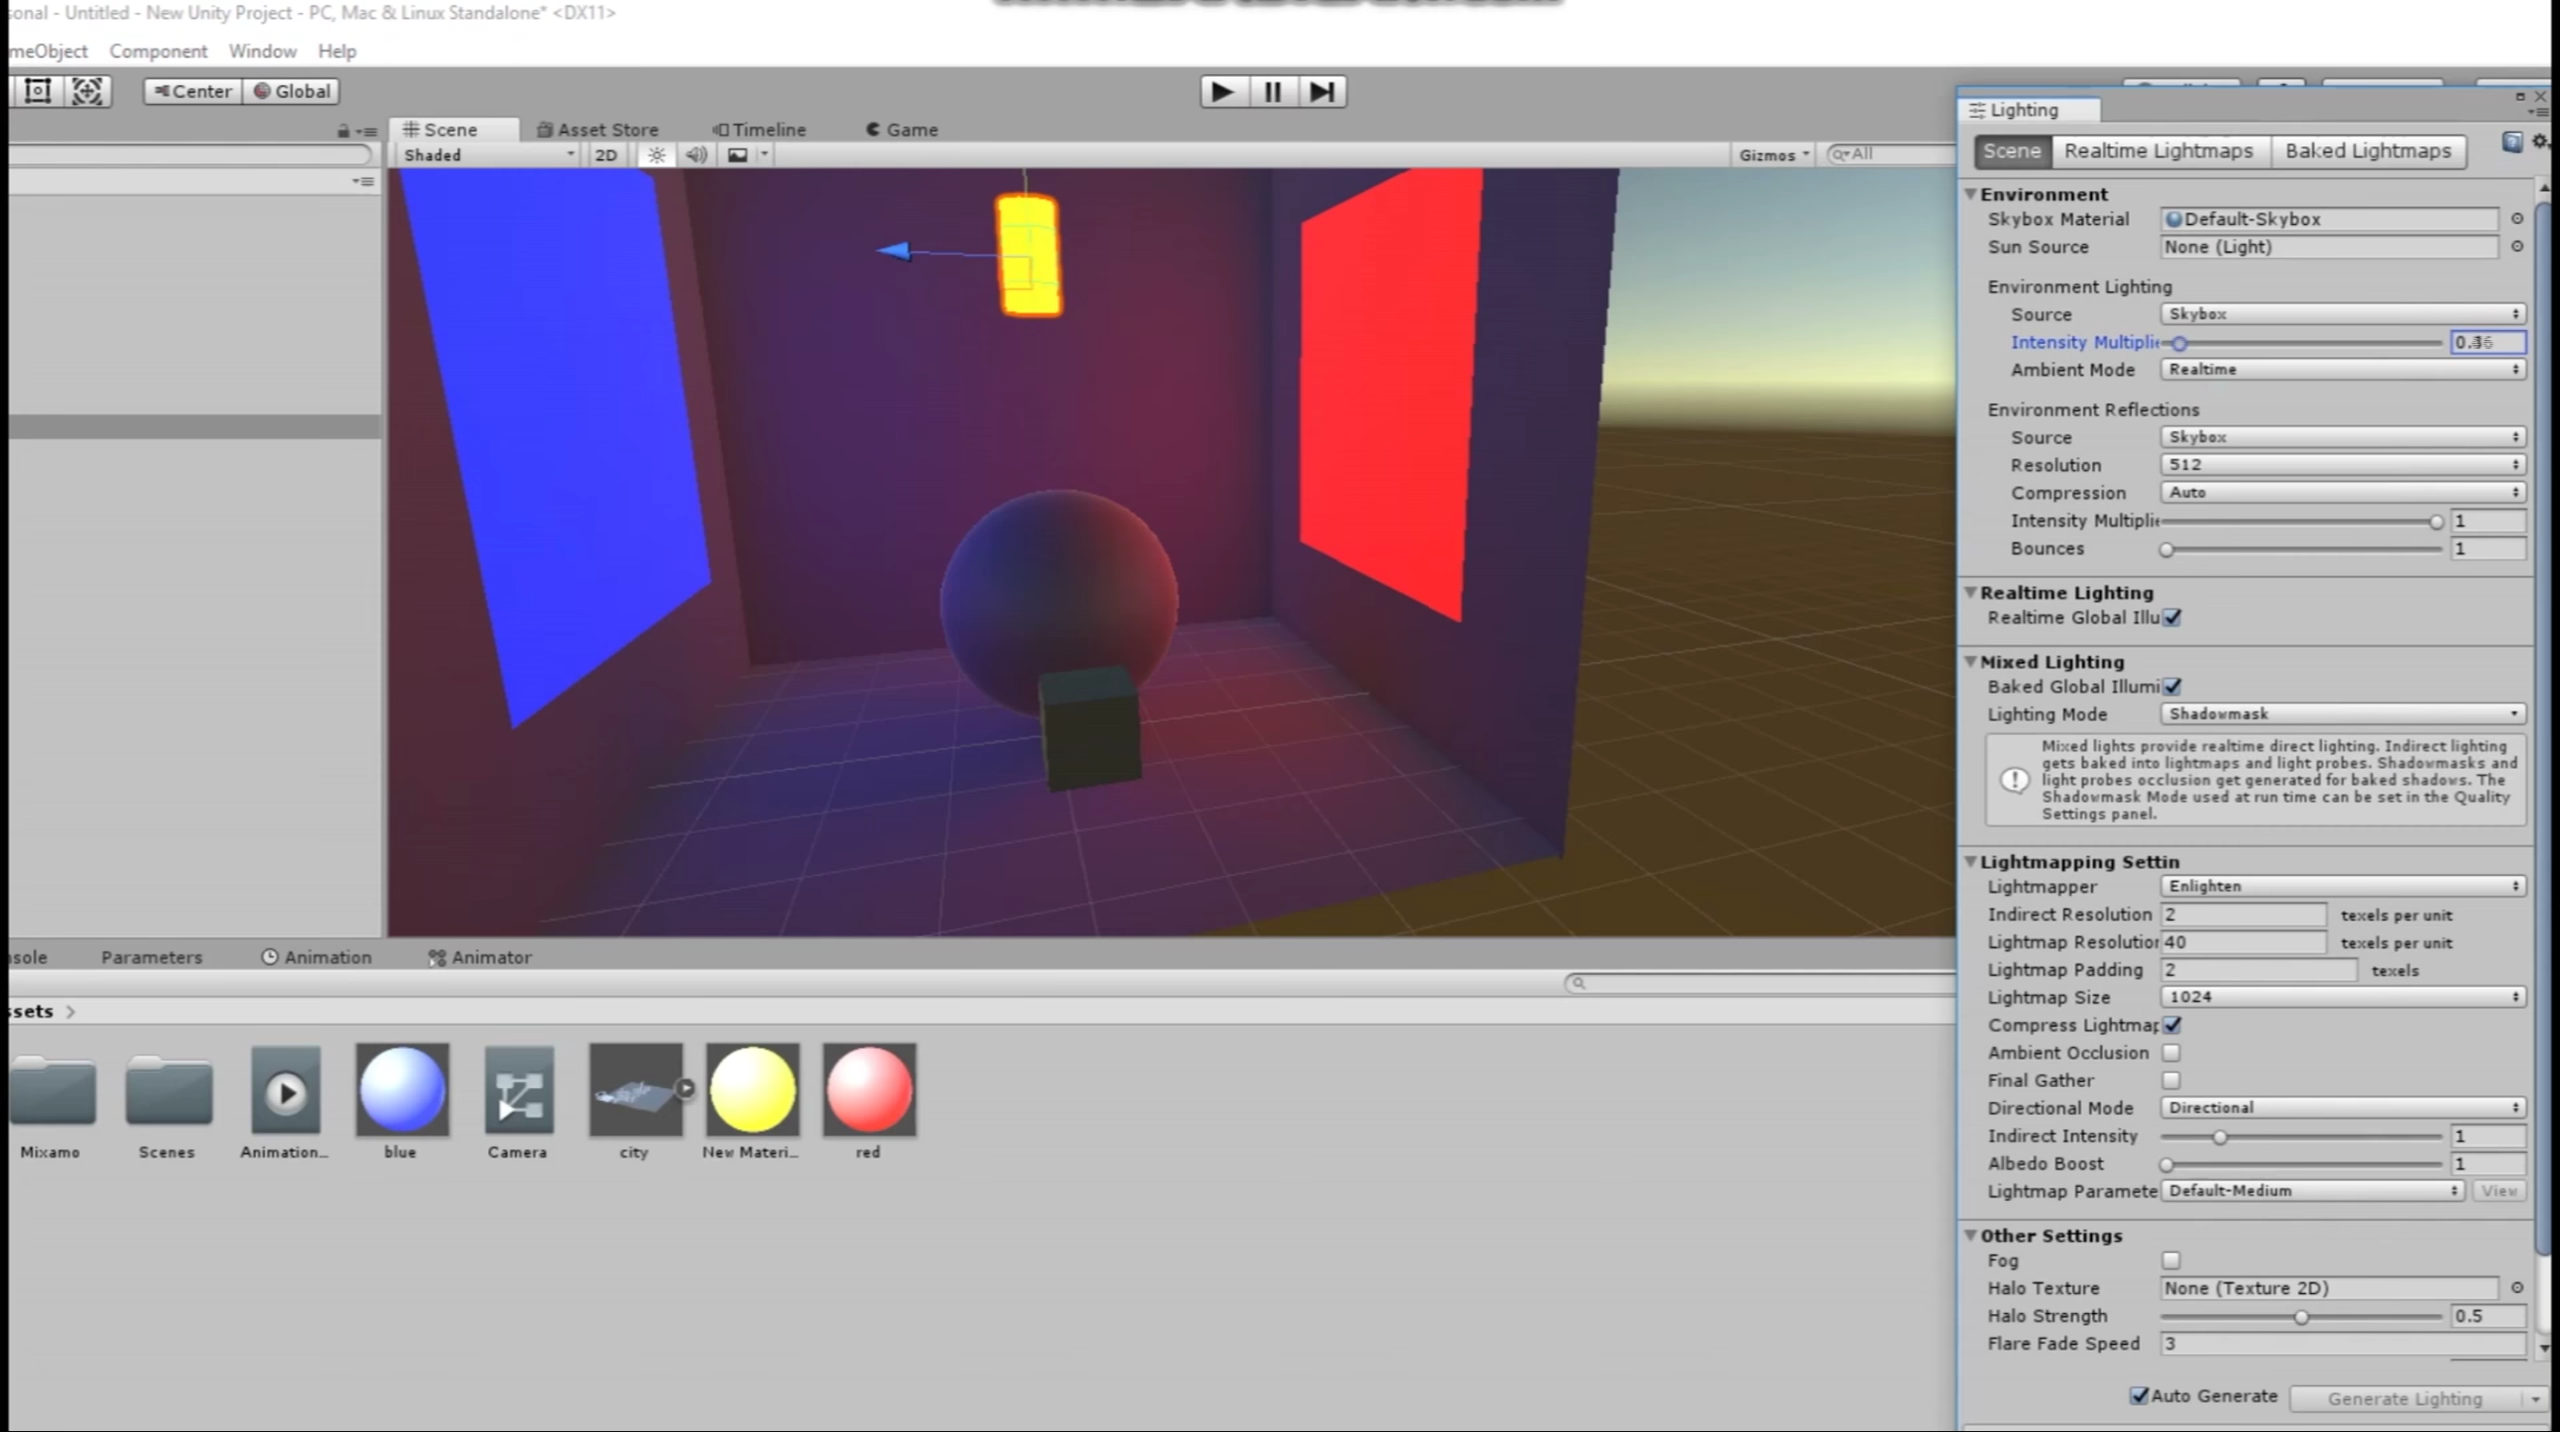 sonal - Untitled - New Unity Project - PC, Mac & Linux Standalone* <DX11>
meObject Component Window Help
Center Global
Scene Asset Store Timeline Game
Shaded 2D Gizmos All
Lighting
Scene Realtime Lightmaps Baked Lightmaps
Environment
Skybox Material Default-Skybox
Sun Source None (Light)
Environment Lighting
Source Skybox
Intensity Multiplie
Ambient Mode Realtime
Environment Reflections
Source Skybox
Resolution 512
Compression Auto
Intensity Multiplie 1
Bounces 1
Realtime Lighting
Realtime Global Illu
Mixed Lighting
Baked Global Illumi
Lighting Mode Shadowmask
Mixed lights provide realtime direct lighting. Indirect lighting
gets baked into lightmaps and light probes. Shadowmasks and
light probes occlusion get generated for baked shadows. The
Shadowmask Mode used at run time can be set in the Quality
Settings panel.
Lightmapping Settin
Lightmapper Enlighten
Indirect Resolution 2 texels per unit
Lightmap Resolution 40 texels per unit
Lightmap Padding 2 texels
Lightmap Size 1024
Compress Lightmap
Ambient Occlusion
Final Gather
Directional Mode Directional
Indirect Intensity 1
Albedo Boost 1
Lightmap Paramete Default-Medium View
Other Settings
Fog
Halo Texture None (Texture 2D)
Halo Strength 0.5
Flare Fade Speed 3
Auto Generate Generate Lighting
nsole Parameters Animation Animator
ssets >
Mixamo Scenes Animation... blue Camera city New Materi... red